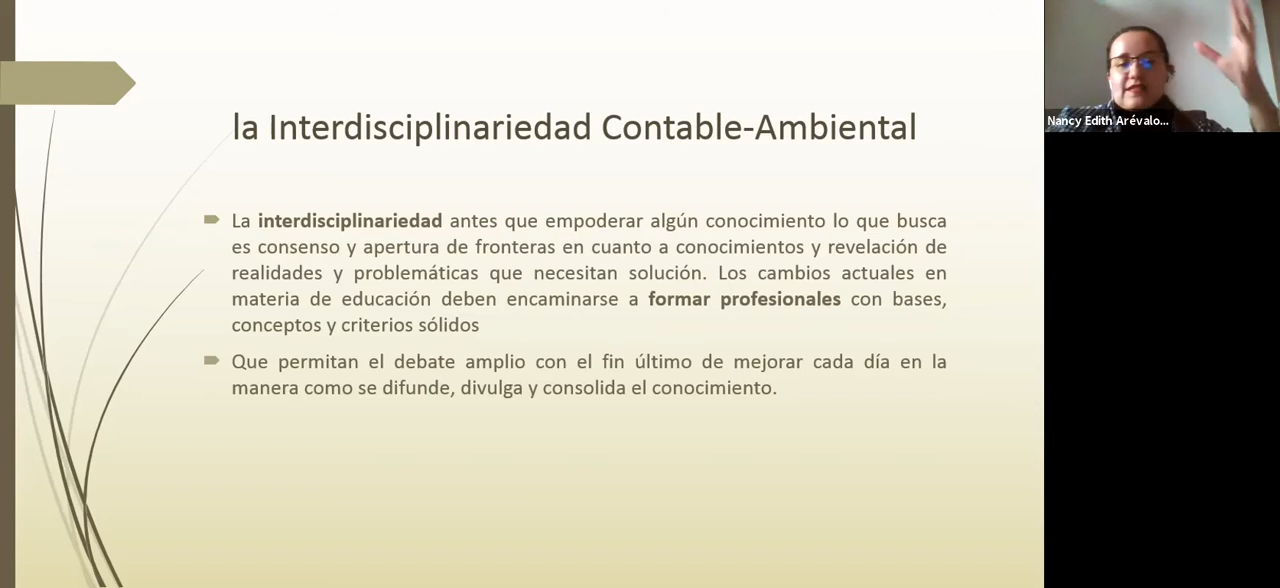 la Interdisciplinariedad Contable-Ambiental
La interdisciplinariedad antes que empoderar algún conocimiento lo que busca
es consenso y apertura de fronteras en cuanto a conocimientos y revelación de
realidades y problemáticas que necesitan solución. Los cambios actuales en
materia de educación deben encaminarse a formar profesionales con bases,
conceptos y criterios sólidos
Que permitan el debate amplio con el fin último de mejorar cada día en la
manera como se difunde, divulga y consolida el conocimiento.
Nancy Edith Arévalo...